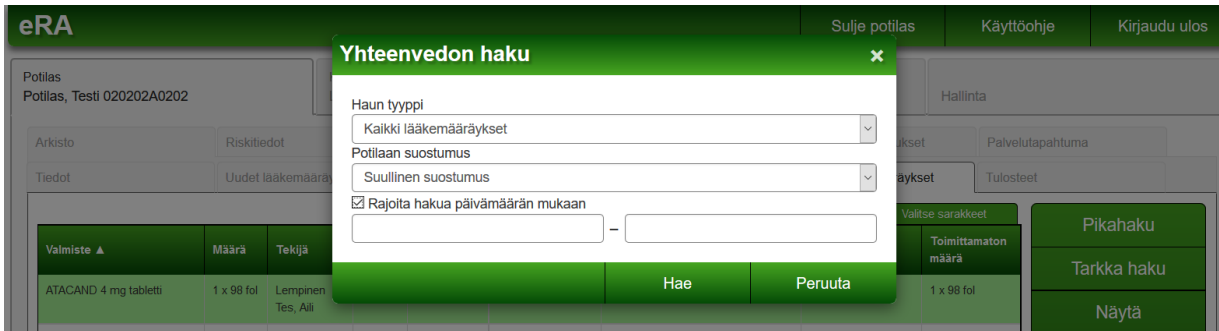 eRA
Sulje potilas
Käyttöohje
Kirjaudu ulos
Yhteenvedon haku
×
Potilas
Potilas, Testi 020202A0202
Hallinta
Haun tyyppi
Kaikki lääkemääräykset
Potilaan suostumus
Suullinen suostumus
Rajoita hakua päivämäärän mukaan
–
Hae
Peruuta
Arkisto
Riskitiedot
Palvelutapahtuma
Tiedot
Uudet
Tulosteet
Valitse sarakkeet
Valmiste ▲
Määrä
Tekijä
Toimittamaton
määrä
ATACAND 4 mg tabletti
1 x 98 fol
Lempinen
Tes, Aili
1 x 98 fol
Pikahaku
Tarkka haku
Näytä